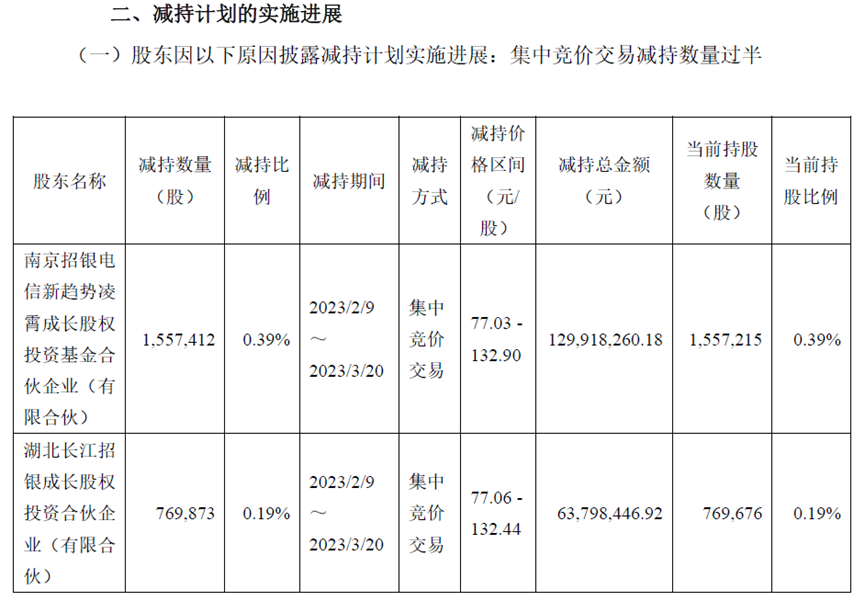 二、减持计划的实施进展
（一）股东因以下原因披露减持计划实施进展：集中竞价交易减持数量过半
股东名称
减持数量
（股）
减持比
例
减持期间
减持
方式
减持价
格区间
（元/
股）
减持总金额
（元）
当前持股
数量
（股）
当前持
股比例
南京招银电
信新趋势凌
霄成长股权
投资基金合
伙企业（有
限合伙）
1,557,412
0.39%
2023/2/9
～
2023/3/20
集中
竞价
交易
77.03 -
132.90
129,918,260.18
1,557,215
0.39%
湖北长江招
银成长股权
投资合伙企
业（有限合
伙）
769,873
0.19%
2023/2/9
～
2023/3/20
集中
竞价
交易
77.06 -
132.44
63,798,446.92
769,676
0.19%